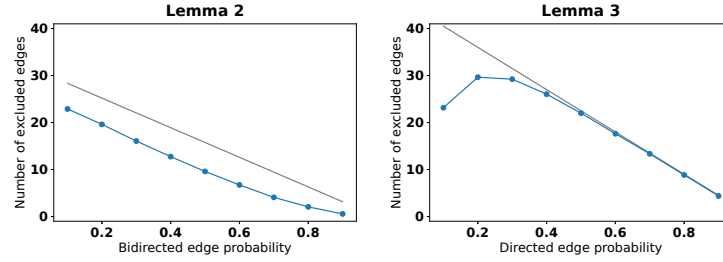 Lemma 2
Number of excluded edges
40
30
20
10
0
0.2 0.4 0.6 0.8
Bidirected edge probability
Lemma 3
Number of excluded edges
40
30
20
10
0
0.2 0.4 0.6 0.8
Directed edge probability